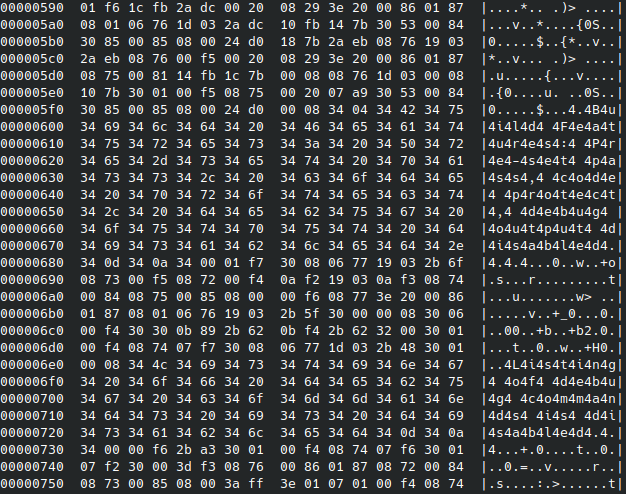 00000590  01 f6 1c fb 2a dc 00 20  08 29 3e 20 00 86 01 87  |....*.. .)> ....
000005a0  08 01 06 76 1d 03 2a dc  10 fb 14 7b 30 53 00 84  |...v..*....{0S..
000005b0  30 85 00 85 08 00 24 d0  18 7b 2a eb 08 76 19 03  |0.....$..{*..v..
000005c0  2a eb 08 76 00 f5 00 20  08 29 3e 20 00 86 01 87  |*..v... .)> ....
000005d0  08 75 00 81 14 fb 1c 7b  00 08 08 76 1d 03 00 08  |.u.....{...v....
000005e0  10 7b 30 01 00 f5 08 75  00 20 07 a9 30 53 00 84  |.{0....u. ..0S..
000005f0  30 85 00 85 08 00 24 d0  00 08 34 04 34 42 34 75  |0.....$...4.4B4u
00000600  34 69 34 6c 34 64 34 20  34 46 34 65 34 61 34 74  |4i4l4d4 4F4e4a4t
00000610  34 75 34 72 34 65 34 73  34 3a 34 20 34 50 34 72  |4u4r4e4s4:4 4P4r
00000620  34 65 34 2d 34 73 34 65  34 74 34 20 34 70 34 61  |4e4-4s4e4t4 4p4a
00000630  34 73 34 73 34 2c 34 20  34 63 34 6f 34 64 34 65  |4s4s4,4 4c4o4d4e
00000640  34 20 34 70 34 72 34 6f  34 74 34 65 34 63 34 74  |4 4p4r4o4t4e4c4t
00000650  34 2c 34 20 34 64 34 65  34 62 34 75 34 67 34 20  |4,4 4d4e4b4u4g4 
00000660  34 6f 34 75 34 74 34 70  34 75 34 74 34 20 34 64  |4o4u4t4p4u4t4 4d
00000670  34 69 34 73 34 61 34 62  34 6c 34 65 34 64 34 2e  |4i4s4a4b4l4e4d4.
00000680  34 0d 34 0a 34 00 01 f7  30 08 06 77 19 03 2b 6f  |4.4.4...0..w..+o
00000690  08 73 00 f5 08 72 00 f4  0a f2 19 03 0a f3 08 74  |.s...r.........t
000006a0  00 84 08 75 00 85 08 00  00 f6 08 77 3e 20 00 86  |...u.......w> ..
000006b0  01 87 08 01 06 76 19 03  2b 5f 30 00 00 08 30 06  |.....v..+_0...0.
000006c0  00 f4 30 30 0b 89 2b 62  0b f4 2b 62 32 00 30 01  |..00..+b..+b2.0.
000006d0  00 f4 08 74 07 f7 30 08  06 77 1d 03 2b 48 30 01  |...t..0..w..+H0.
000006e0  00 08 34 4c 34 69 34 73  34 74 34 69 34 6e 34 67  |..4L4i4s4t4i4n4g
000006f0  34 20 34 6f 34 66 34 20  34 64 34 65 34 62 34 75  |4 4o4f4 4d4e4b4u
00000700  34 67 34 20 34 63 34 6f  34 6d 34 6d 34 61 34 6e  |4g4 4c4o4m4m4a4n
00000710  34 64 34 73 34 20 34 69  34 73 34 20 34 64 34 69  |4d4s4 4i4s4 4d4i
00000720  34 73 34 61 34 62 34 6c  34 65 34 64 34 0d 34 0a  |4s4a4b4l4e4d4.4.
00000730  34 00 00 f6 2b a3 30 01  00 f4 08 74 07 f6 30 01  |4...+.0....t..0.
00000740  07 f2 30 00 3d f3 08 76  00 86 01 87 08 72 00 84  |..0.=..v.....r..
00000750  08 73 00 85 08 00 3a ff  3e 01 07 01 00 f4 08 74  |.s....:.>......t